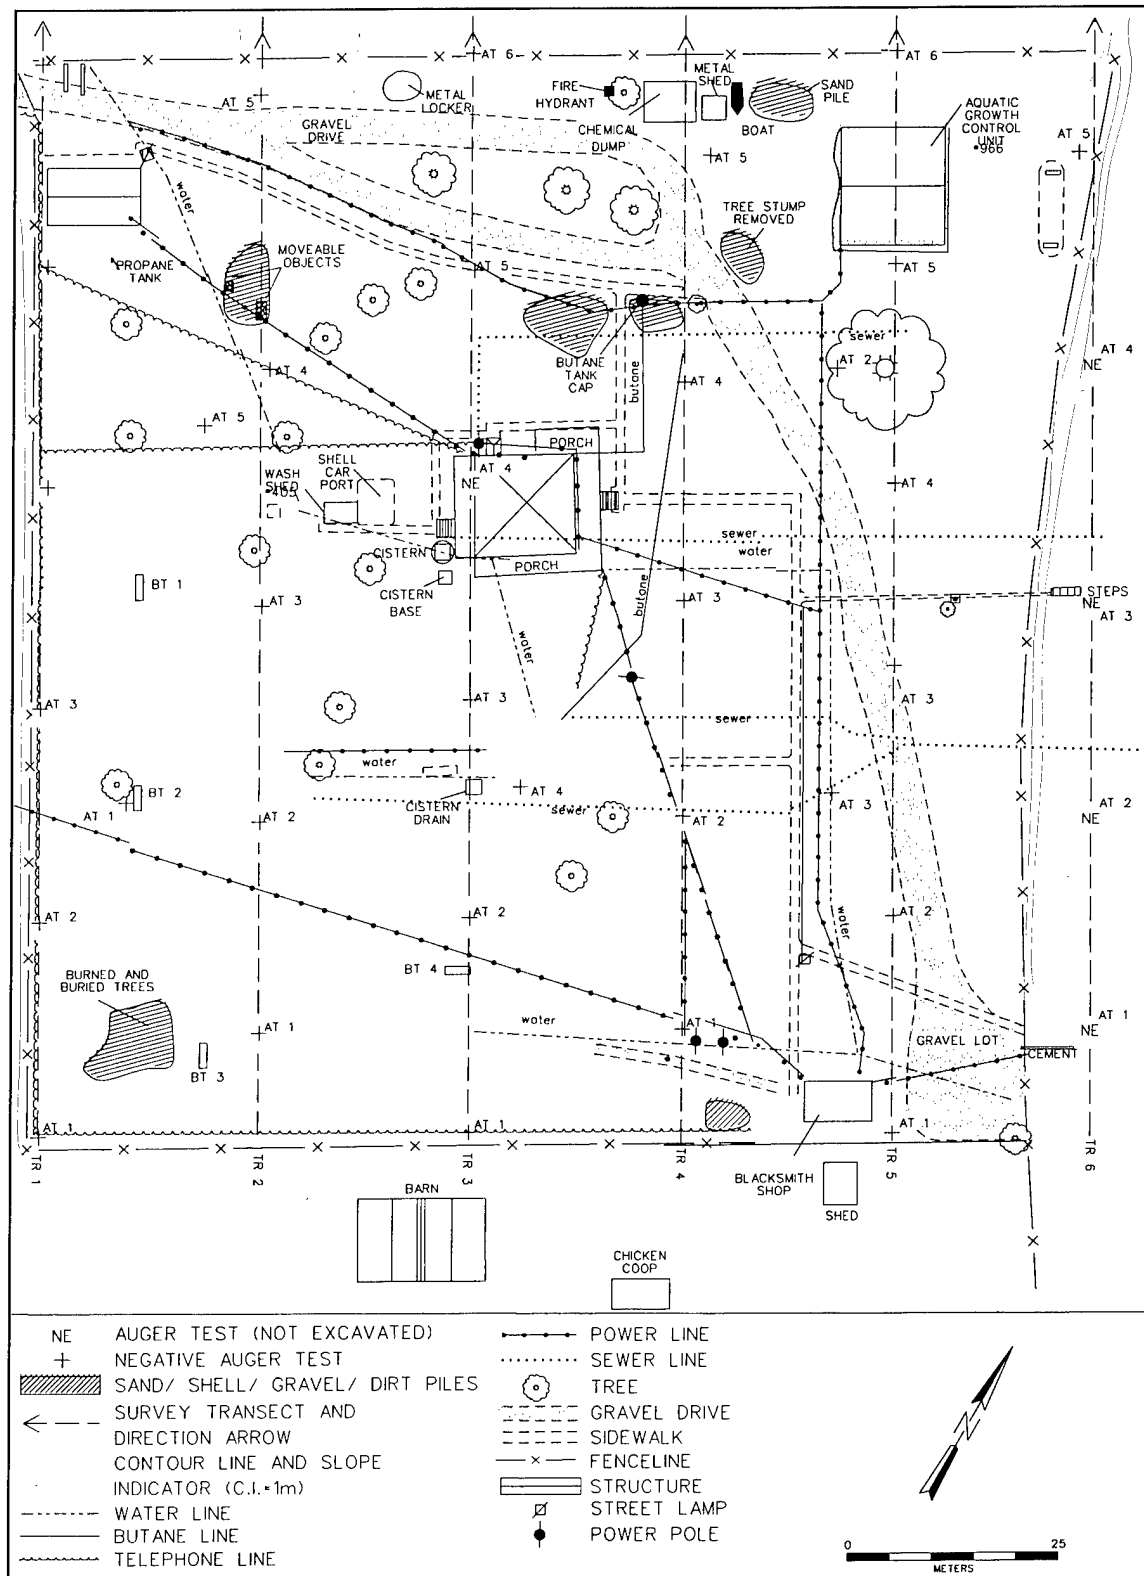 AT 6
AT 6
METAL
SHED
FIRE
HYDRANT
METAL
LOCKER
SAND
PILE
BOAT
CHEMICAL
DUMP
AQUATIC
GROWTH
CONTROL
UNIT
966
AT 5
GRAVEL
DRIVE
AT 5
AT 5
water
TREE STUMP
REMOVED
MOVEABLE
OBJECTS
PROPANE
TANK
AT 5
AT 5
sewer
AT 4
NE
BUTANE
TANK
CAP
butane
AT 2
AT 4
AT 4
AT 5
PORCH
SHELL
CAR
PORT
WASH
SHED
405
AT 4
NE
AT 4
sewer
water
CISTERN
PORCH
CISTERN
BASE
BT 1
AT 3
butane
AT 3
STEPS
NE
AT 3
water
AT 3
AT 3
AT 3
sewer
water
BT 2
AT 1
CISTERN
DRAIN
AT 4
sewer
AT 3
AT 2
NE
AT 2
AT 2
AT 2
AT 2
AT 2
water
BT 4
BURNED AND
BURIED TREES
AT 1
water
AT 1
AT 1
NE
GRAVEL LOT
CEMENT
BT 3
AT 1
AT 1
AT 1
TR 1
TR 2
TR 3
TR 4
TR 5
TR 6
BLACKSMITH
SHOP
SHED
BARN
CHICKEN
COOP
NE AUGER TEST (NOT EXCAVATED)
+ NEGATIVE AUGER TEST
SAND/ SHELL/ GRAVEL/ DIRT PILES
SURVEY TRANSECT AND
DIRECTION ARROW
CONTOUR LINE AND SLOPE
INDICATOR (C.I.=1m)
WATER LINE
BUTANE LINE
TELEPHONE LINE
POWER LINE
SEWER LINE
TREE
GRAVEL DRIVE
SIDEWALK
FENCELINE
STRUCTURE
STREET LAMP
POWER POLE
N
0 25
METERS